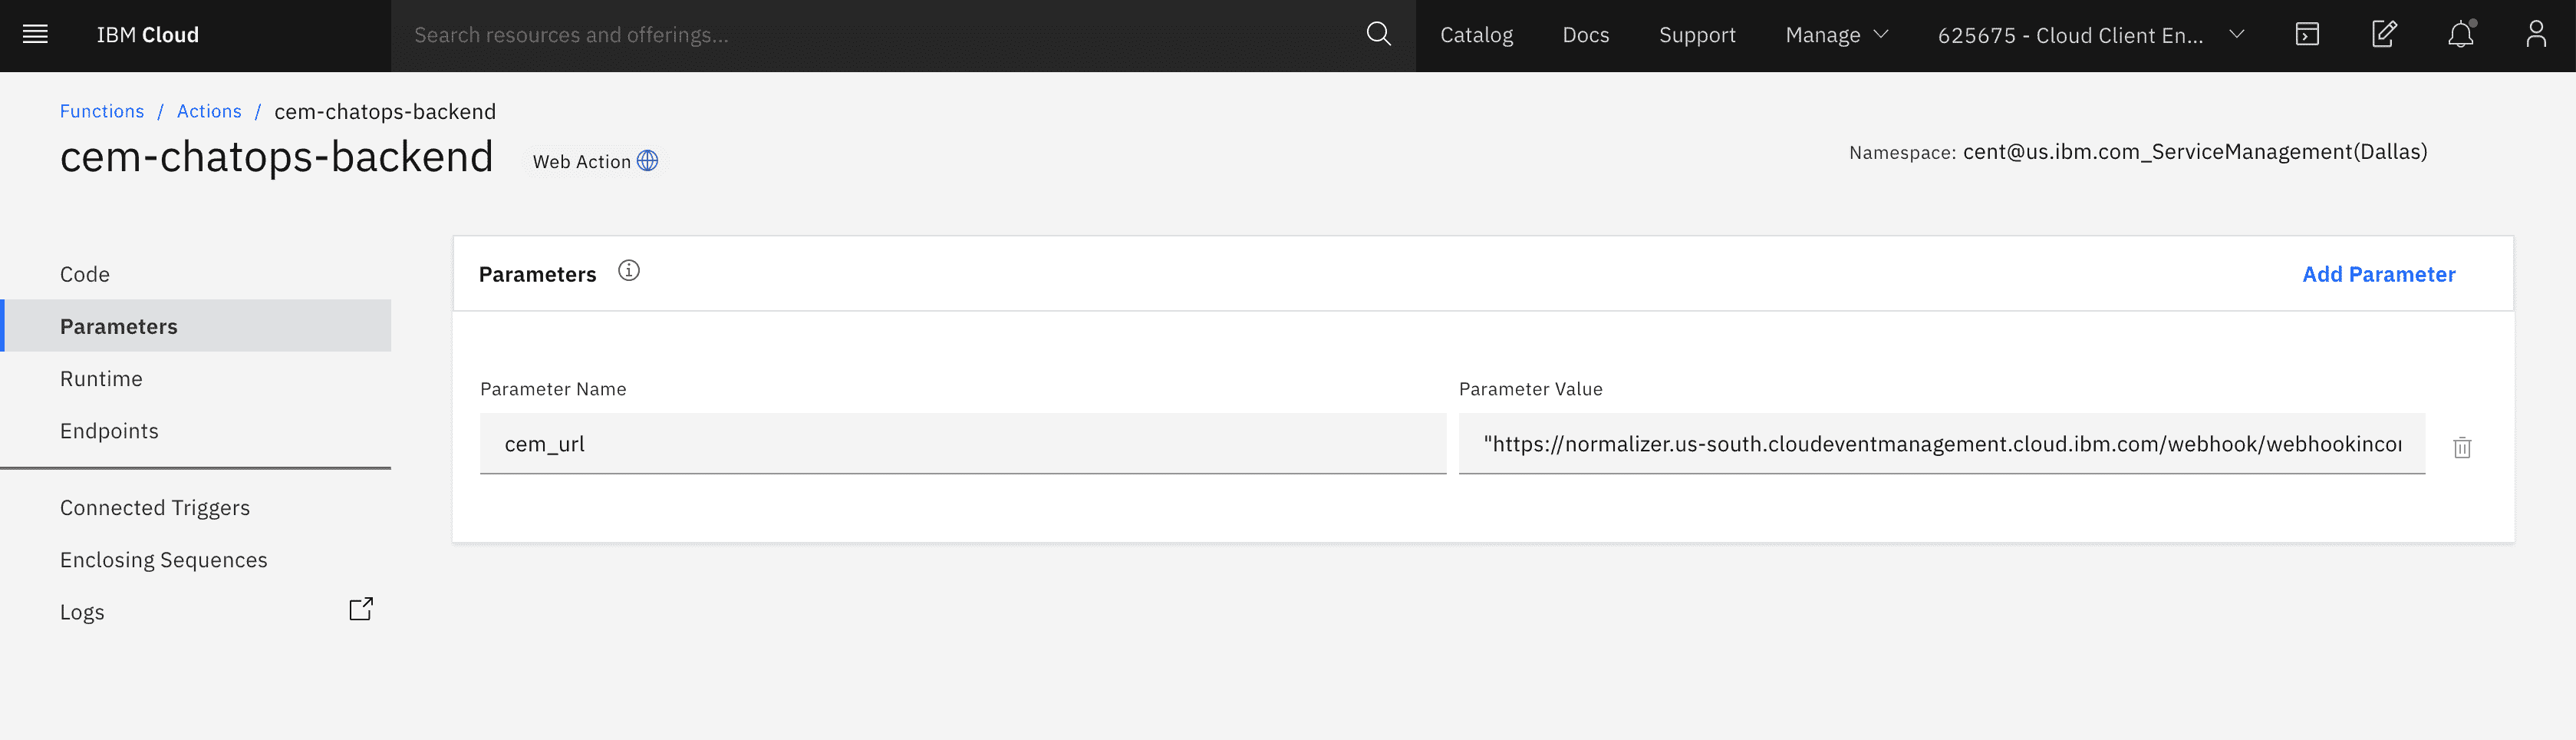 IBM Cloud
Search resources and offerings...
Catalog
Docs
Support
Manage
625675 - Cloud Client En...
Functions / Actions / cem-chatops-backend
cem-chatops-backend
Web Action
Namespace: cent@us.ibm.com_ServiceManagement(Dallas)
Code
Parameters
Runtime
Endpoints
Connected Triggers
Enclosing Sequences
Logs
Parameters
Add Parameter
Parameter Name
Parameter Value
cem_url
"https://normalizer.us-south.cloudeventmanagement.cloud.ibm.com/webhook/webhookincor